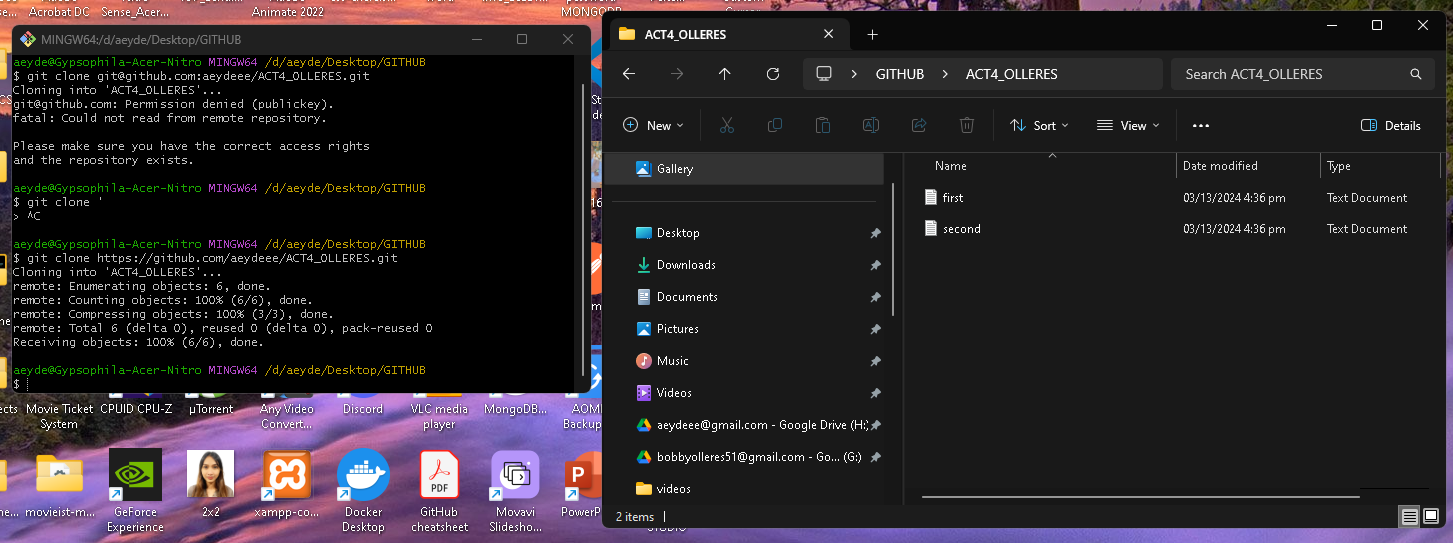 Acrobat DC
Sense_Acer...
Animate 2022
MONGODB
MINGW64:/d/aeyde/Desktop/GITHUB
aeyde@Gypsophila-Acer-Nitro MINGW64 /d/aeyde/Desktop/GITHUB
$ git clone git@github.com:aeydeee/ACT4_OLLERES.git
Cloning into 'ACT4_OLLERES'...
git@github.com: Permission denied (publickey).
fatal: Could not read from remote repository.
Please make sure you have the correct access rights
and the repository exists.
aeyde@Gypsophila-Acer-Nitro MINGW64 /d/aeyde/Desktop/GITHUB
$ git clone '
> ^C
aeyde@Gypsophila-Acer-Nitro MINGW64 /d/aeyde/Desktop/GITHUB
$ git clone https://github.com/aeydeee/ACT4_OLLERES.git
Cloning into 'ACT4_OLLERES'...
remote: Enumerating objects: 6, done.
remote: Counting objects: 100% (6/6), done.
remote: Compressing objects: 100% (3/3), done.
remote: Total 6 (delta 0), reused 0 (delta 0), pack-reused 0
Receiving objects: 100% (6/6), done.
aeyde@Gypsophila-Acer-Nitro MINGW64 /d/aeyde/Desktop/GITHUB
$
ACT4_OLLERES
GITHUB > ACT4_OLLERES
Search ACT4_OLLERES
New
Sort
View
Details
Gallery
Desktop
Downloads
Documents
Pictures
Music
Videos
aeydeee@gmail.com - Google Drive (H:)
bobbyolleres51@gmail.com - Go... (G:)
videos
Name Date modified Type
first 03/13/2024 4:36 pm Text Document
second 03/13/2024 4:36 pm Text Document
2 items
Movie Ticket
System
CPUID CPU-Z
µTorrent
Any Video
Convert...
Discord
VLC media
player
MongoDB...
AOM
Backup
movieist-m...
GeForce
Experience
2x2
xampp-co...
Docker
Desktop
PDF
GitHub
cheatsheet
Movavi
Slidesho...
P
PowerP
STUDIO